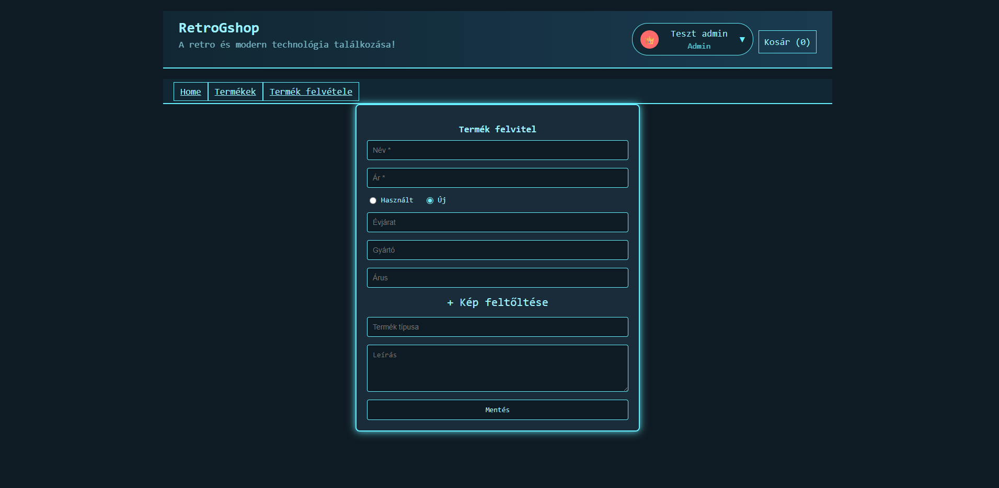 RetroGshop
A retro és modern technológia találkozása!
Teszt admin
Admin
▼
Kosár (0)
Home
Termékek
Termék felvétele
Termék felvitel
Név *
Ár *
Használt
Új
Évjárat
Gyártó
Árus
+ Kép feltőltése
Termék típusa
Leírás
Mentés